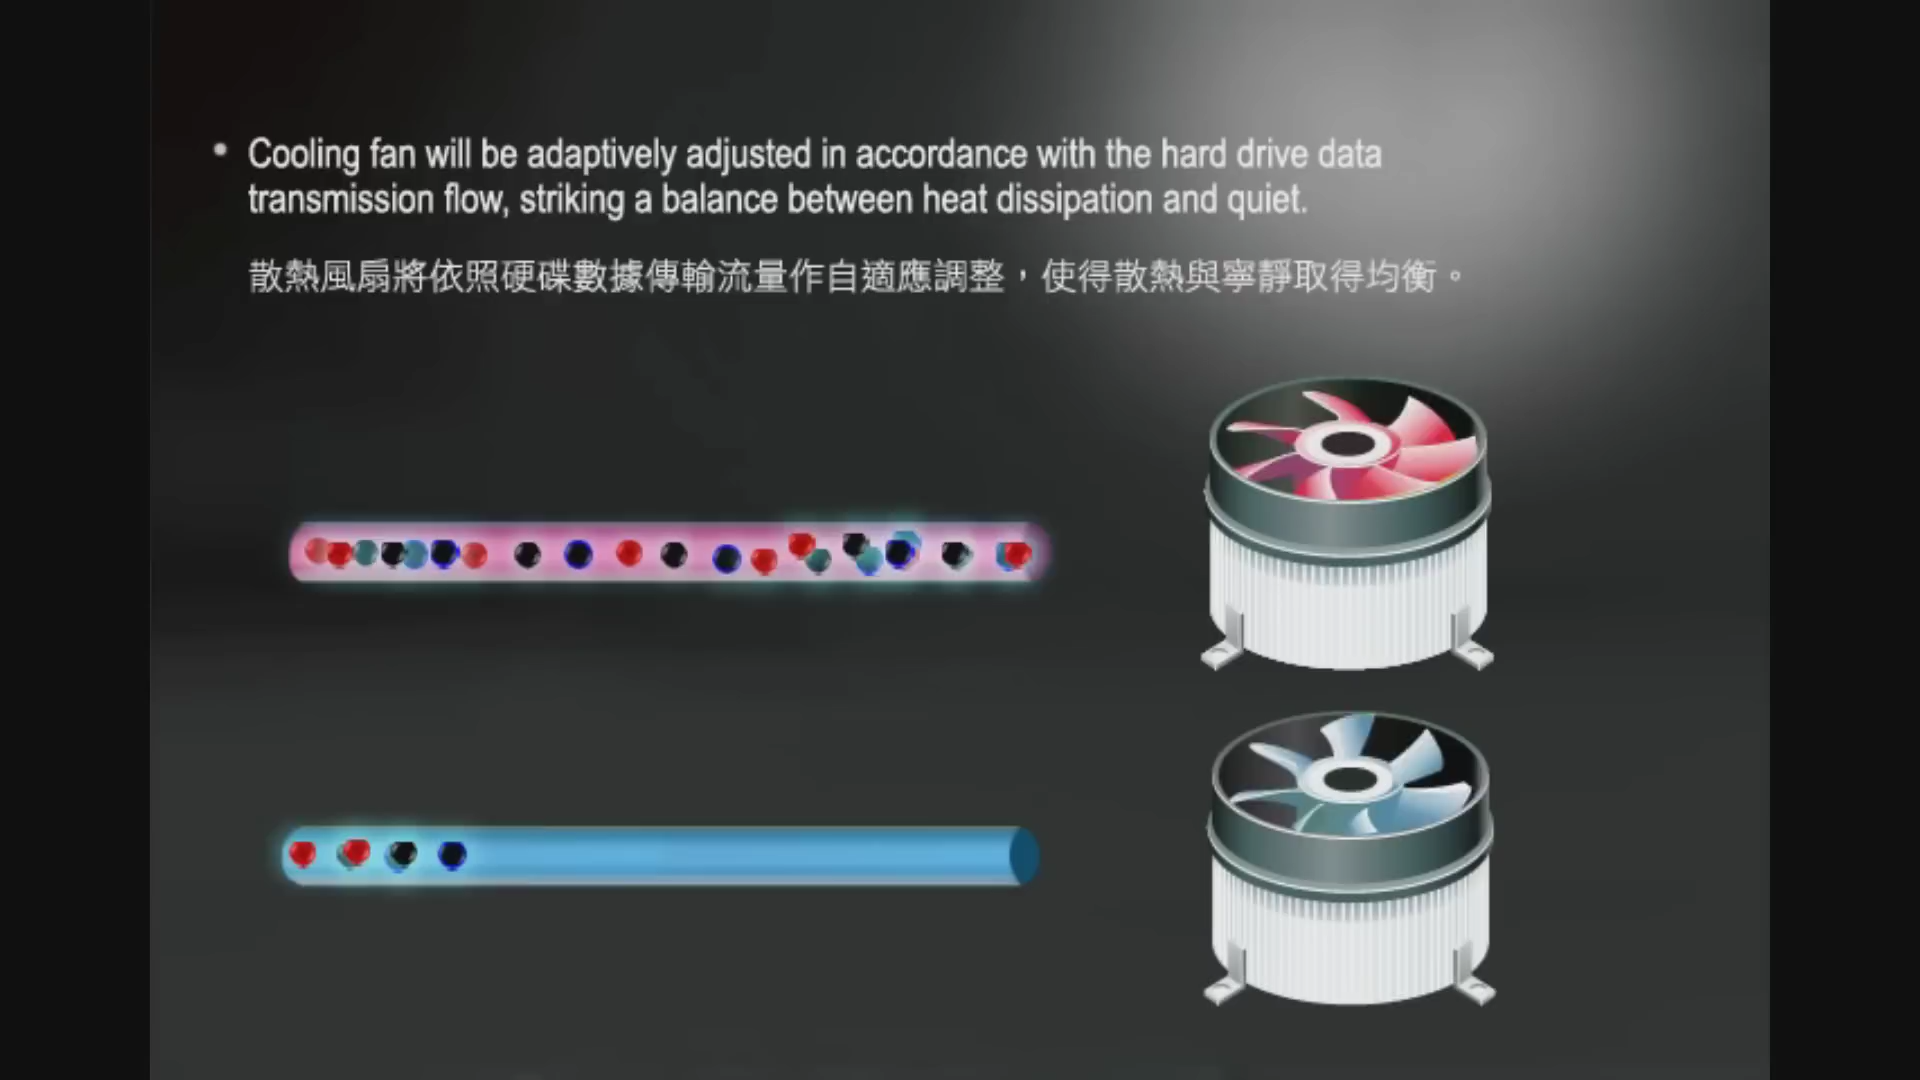 • Cooling fan will be adaptively adjusted in accordance with the hard drive data
transmission flow, striking a balance between heat dissipation and quiet.
散熱風扇將依照硬碟數據傳輸流量作自適應調整，使得散熱與寧靜取得均衡。